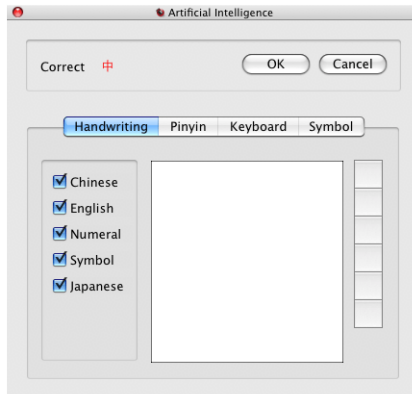 Artificial Intelligence
Correct 中 OK Cancel
Handwriting Pinyin Keyboard Symbol
Chinese
English
Numeral
Symbol
Japanese